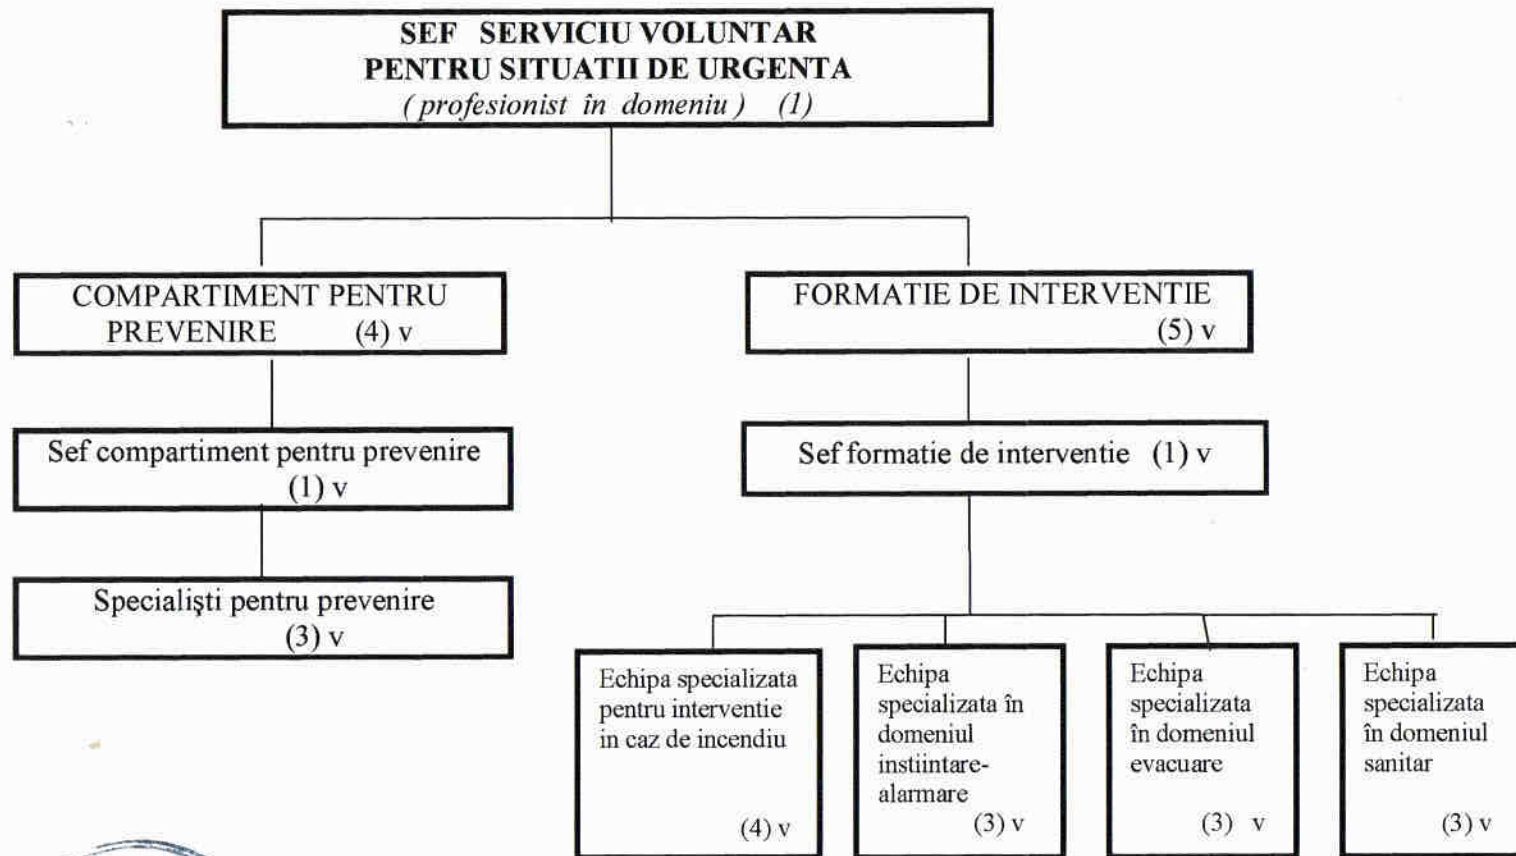 SEF SERVICIU VOLUNTAR
PENTRU SITUATII DE URGENTA
( profesionist în domeniu ) (1)
COMPARTIMENT PENTRU
PREVENIRE (4) v
FORMATIE DE INTERVENTIE
(5) v
Sef compartiment pentru prevenire
(1) v
Sef formatie de interventie (1) v
Specialişti pentru prevenire
(3) v
Echipa specializata
pentru interventie
in caz de incendiu
(4) v
Echipa
specializata în
domeniul
instiintare-
alarmare
(3) v
Echipa
specializata
în domeniul
evacuare
(3) v
Echipa
specializata
în domeniul
sanitar
(3) v